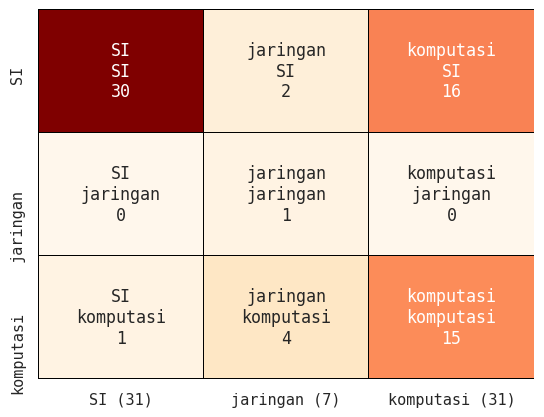 SI
SI
SI
30
jaringan
SI
2
komputasi
SI
16
jaringan
SI
jaringan
0
jaringan
jaringan
1
komputasi
jaringan
0
komputasi
SI
komputasi
1
jaringan
komputasi
4
komputasi
komputasi
15
SI (31)
jaringan (7)
komputasi (31)